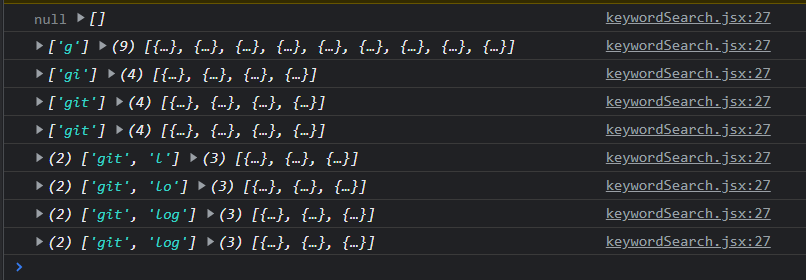 null ▶ [] keywordSearch.jsx:27
▶ ['g'] ▶ (9) [{…}, {…}, {…}, {…}, {…}, {…}, {…}, {…}, {…}] keywordSearch.jsx:27
▶ ['gi'] ▶ (4) [{…}, {…}, {…}, {…}] keywordSearch.jsx:27
▶ ['git'] ▶ (4) [{…}, {…}, {…}, {…}] keywordSearch.jsx:27
▶ ['git'] ▶ (4) [{…}, {…}, {…}, {…}] keywordSearch.jsx:27
▶ (2) ['git', 'l'] ▶ (3) [{…}, {…}, {…}] keywordSearch.jsx:27
▶ (2) ['git', 'lo'] ▶ (3) [{…}, {…}, {…}] keywordSearch.jsx:27
▶ (2) ['git', 'log'] ▶ (3) [{…}, {…}, {…}] keywordSearch.jsx:27
▶ (2) ['git', 'log'] ▶ (3) [{…}, {…}, {…}] keywordSearch.jsx:27